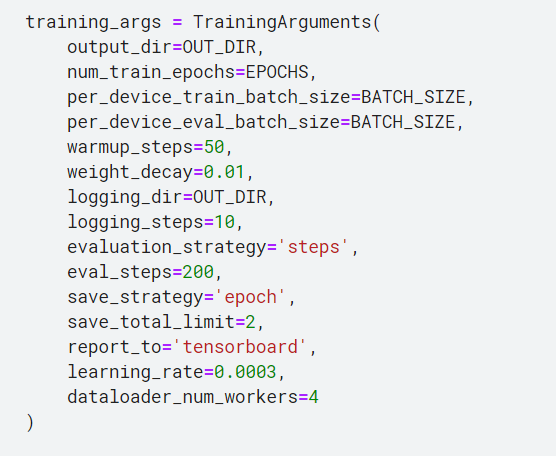 training_args = TrainingArguments(
    output_dir=OUT_DIR,
    num_train_epochs=EPOCHS,
    per_device_train_batch_size=BATCH_SIZE,
    per_device_eval_batch_size=BATCH_SIZE,
    warmup_steps=50,
    weight_decay=0.01,
    logging_dir=OUT_DIR,
    logging_steps=10,
    evaluation_strategy='steps',
    eval_steps=200,
    save_strategy='epoch',
    save_total_limit=2,
    report_to='tensorboard',
    learning_rate=0.0003,
    dataloader_num_workers=4
)